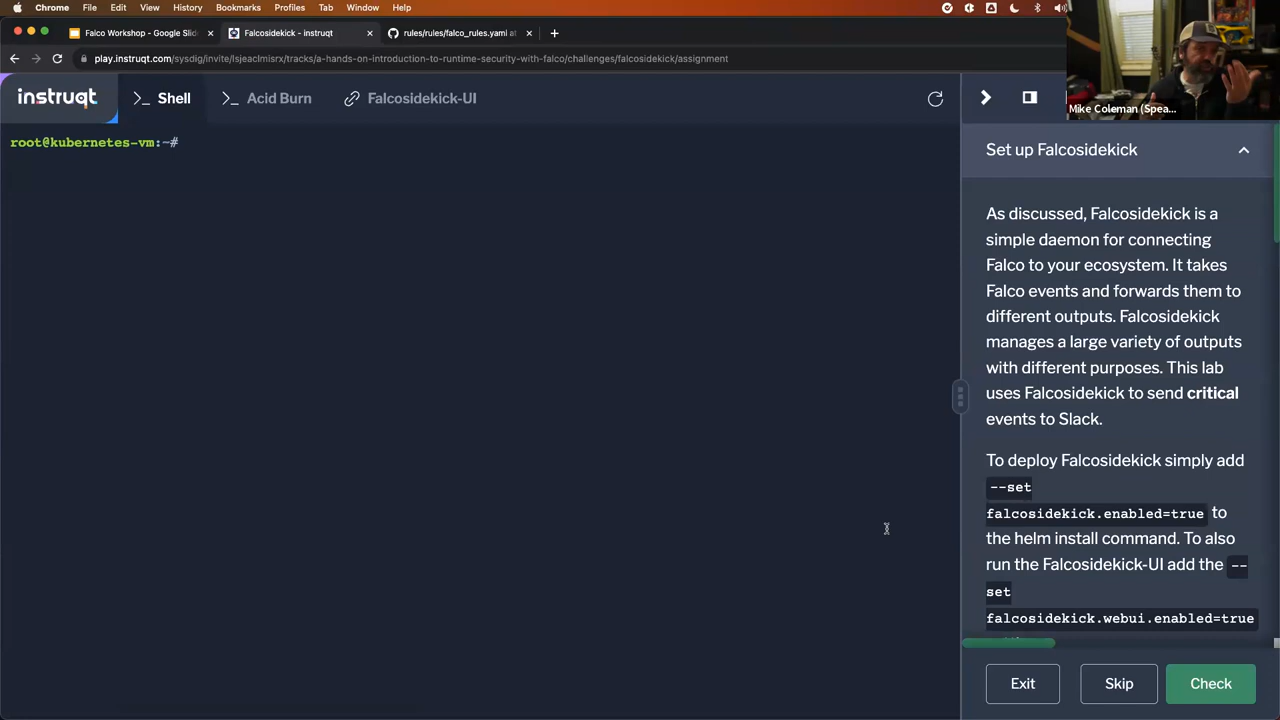 Chrome File Edit View History Bookmarks Profiles Tab Window Help
Falco Workshop - Google Slid
Falcosidekick - instruqt
rules/rules/falco_rules.yaml at
play.instruqt.com/sysdig/invite/lsjeaclmisrx/tracks/a-hands-on-introduction-to-runtime-security-with-falco/challenges/falcosidekick/assignment
Mike Coleman (Spea...
instruqt
>_ Shell
>_ Acid Burn
Falcosidekick-UI
root@kubernetes-vm:~#
Set up Falcosidekick
As discussed, Falcosidekick is a
simple daemon for connecting
Falco to your ecosystem. It takes
Falco events and forwards them to
different outputs. Falcosidekick
manages a large variety of outputs
with different purposes. This lab
uses Falcosidekick to send critical
events to Slack.
To deploy Falcosidekick simply add
--set
falcosidekick.enabled=true to
the helm install command. To also
run the Falcosidekick-UI add the --
set
falcosidekick.webui.enabled=true
Exit
Skip
Check